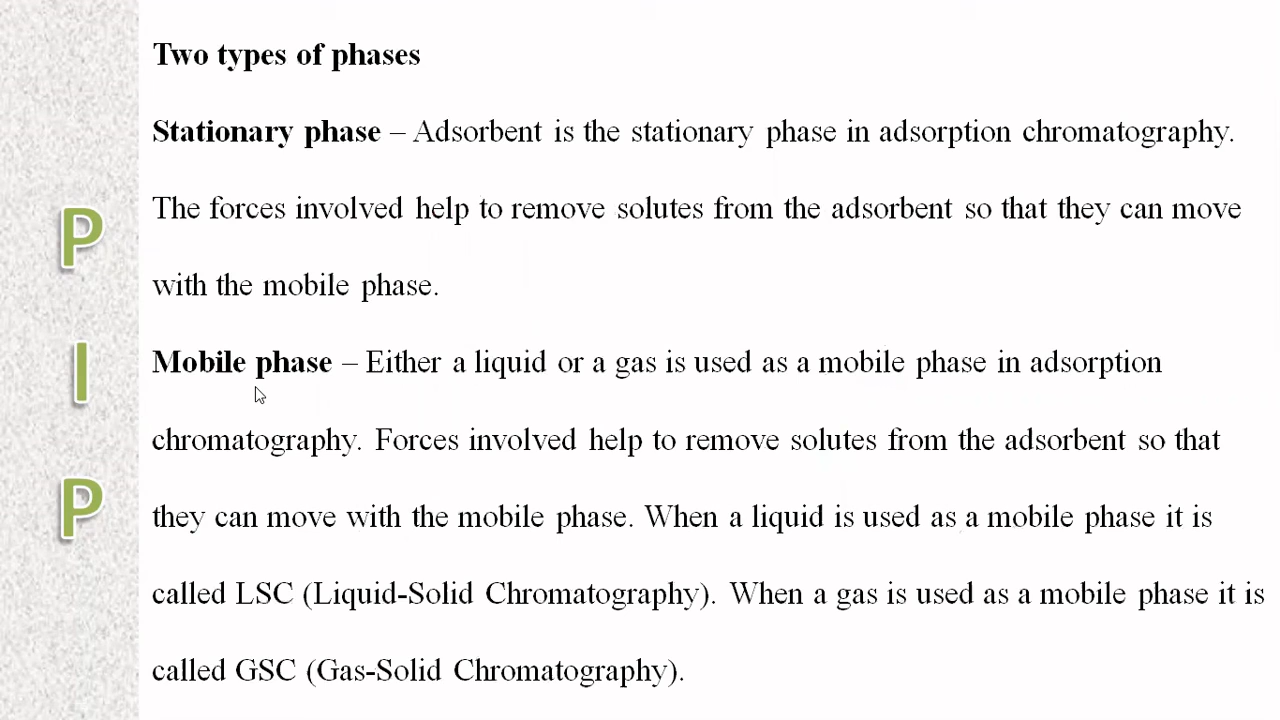 Two types of phases
Stationary phase – Adsorbent is the stationary phase in adsorption chromatography.
The forces involved help to remove solutes from the adsorbent so that they can move
with the mobile phase.
Mobile phase – Either a liquid or a gas is used as a mobile phase in adsorption
chromatography. Forces involved help to remove solutes from the adsorbent so that
they can move with the mobile phase. When a liquid is used as a mobile phase it is
called LSC (Liquid-Solid Chromatography). When a gas is used as a mobile phase it is
called GSC (Gas-Solid Chromatography).
P
I
P